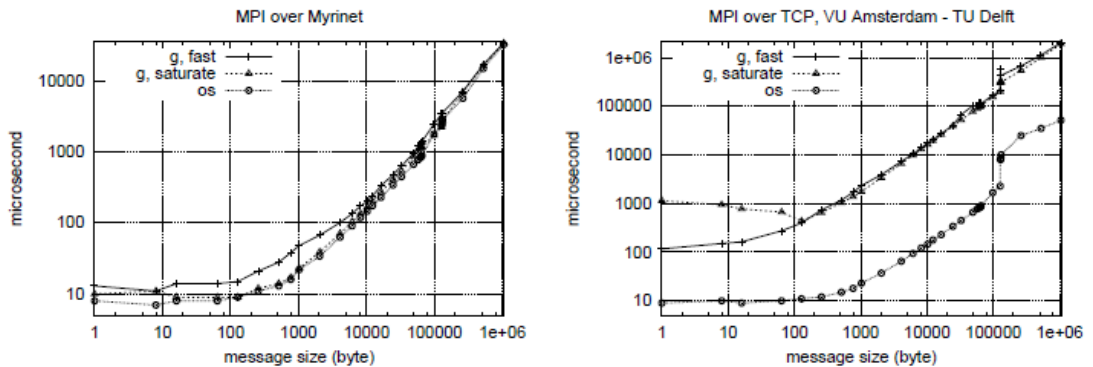 MPI over Myrinet
g, fast
g, saturate
os
10000
1000
100
10
microsecond
1 10 100 1000 10000 100000 1e+06
message size (byte)
MPI over TCP, VU Amsterdam - TU Delft
g, fast
g, saturate
os
1e+06
100000
10000
1000
100
10
microsecond
1 10 100 1000 10000 100000 1e+06
message size (byte)